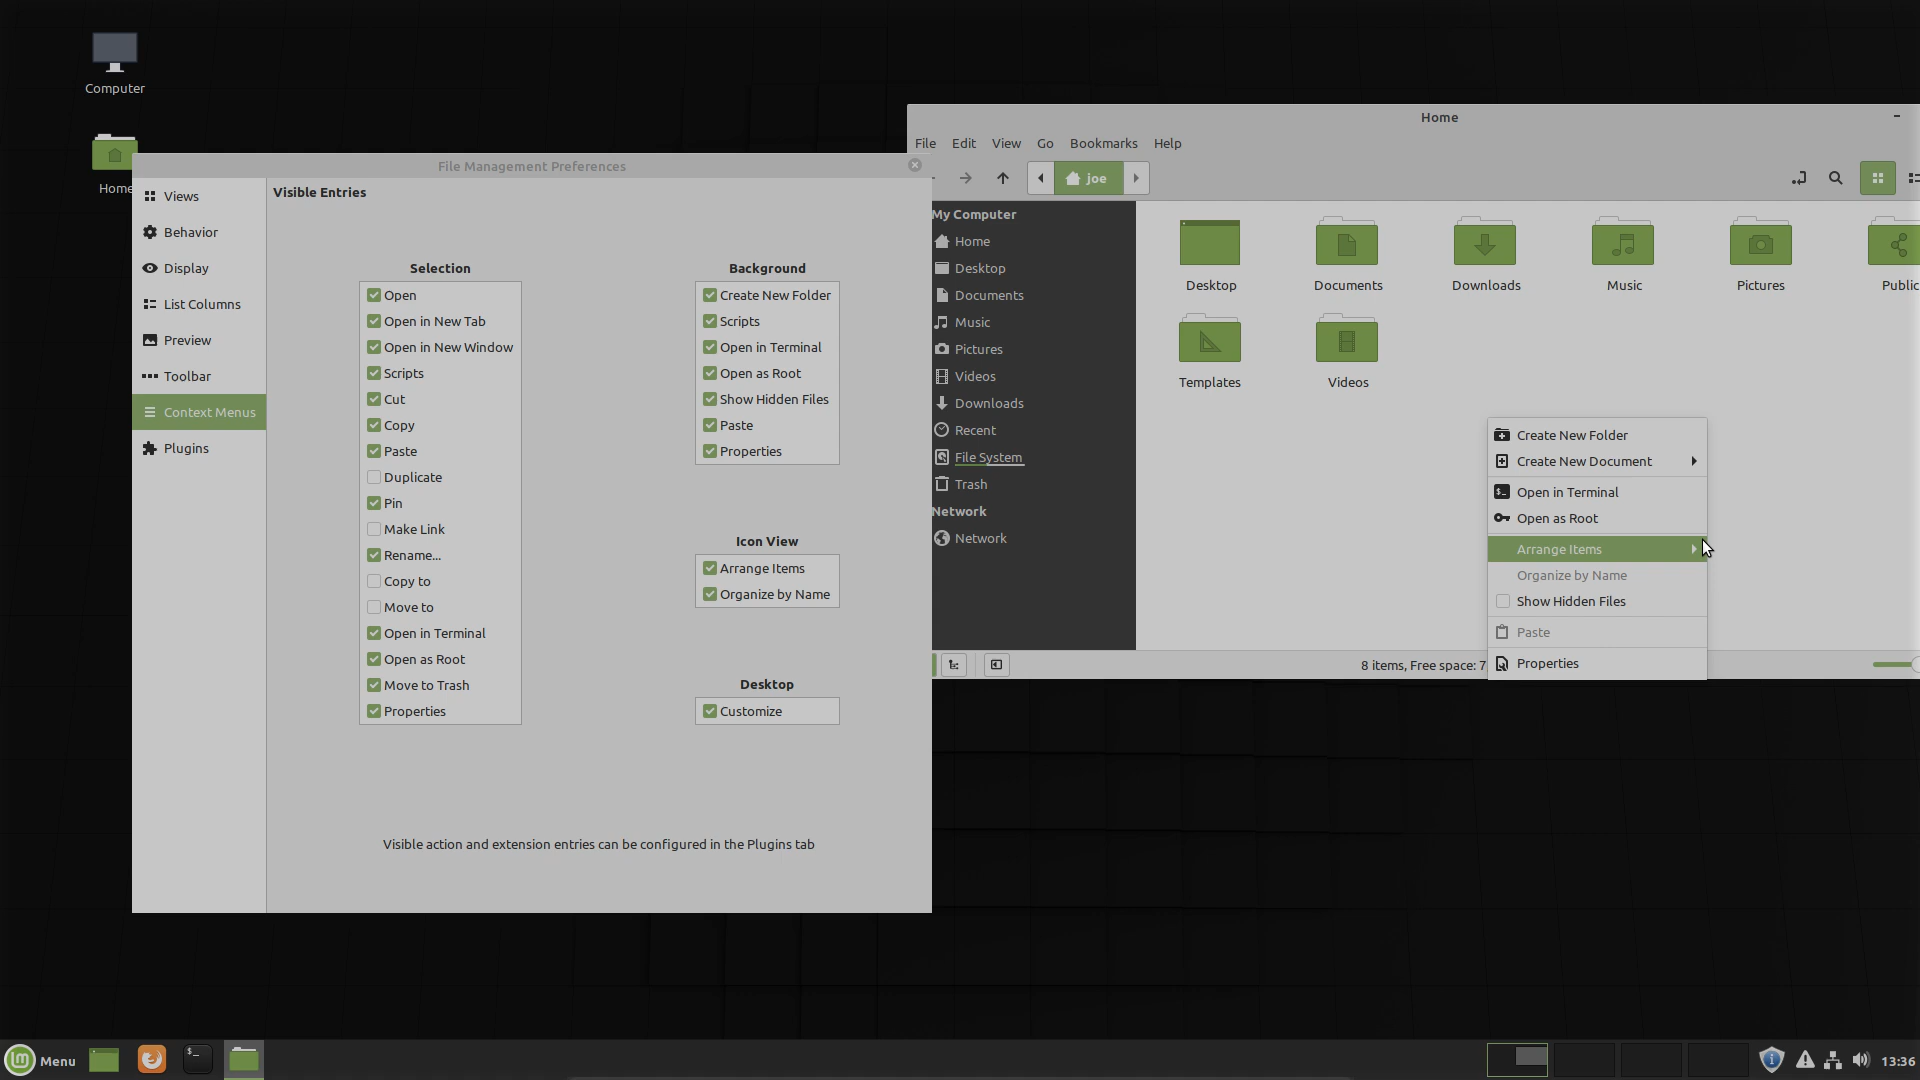 Computer
Home
File Management Preferences
Views
Behavior
Display
List Columns
Preview
Toolbar
Context Menus
Plugins
Visible Entries
Selection
Open
Open in New Tab
Open in New Window
Scripts
Cut
Copy
Paste
Duplicate
Pin
Make Link
Rename...
Copy to
Move to
Open in Terminal
Open as Root
Move to Trash
Properties
Background
Create New Folder
Scripts
Open in Terminal
Open as Root
Show Hidden Files
Paste
Properties
Icon View
Arrange Items
Organize by Name
Desktop
Customize
Visible action and extension entries can be configured in the Plugins tab
Home
File Edit View Go Bookmarks Help
joe
My Computer
Home
Desktop
Documents
Music
Pictures
Videos
Downloads
Recent
File System
Trash
Network
Network
Desktop
Documents
Downloads
Music
Pictures
Public
Templates
Videos
Create New Folder
Create New Document
Open in Terminal
Open as Root
Arrange Items
Organize by Name
Show Hidden Files
Paste
Properties
8 items, Free space: 7
Menu
13:36